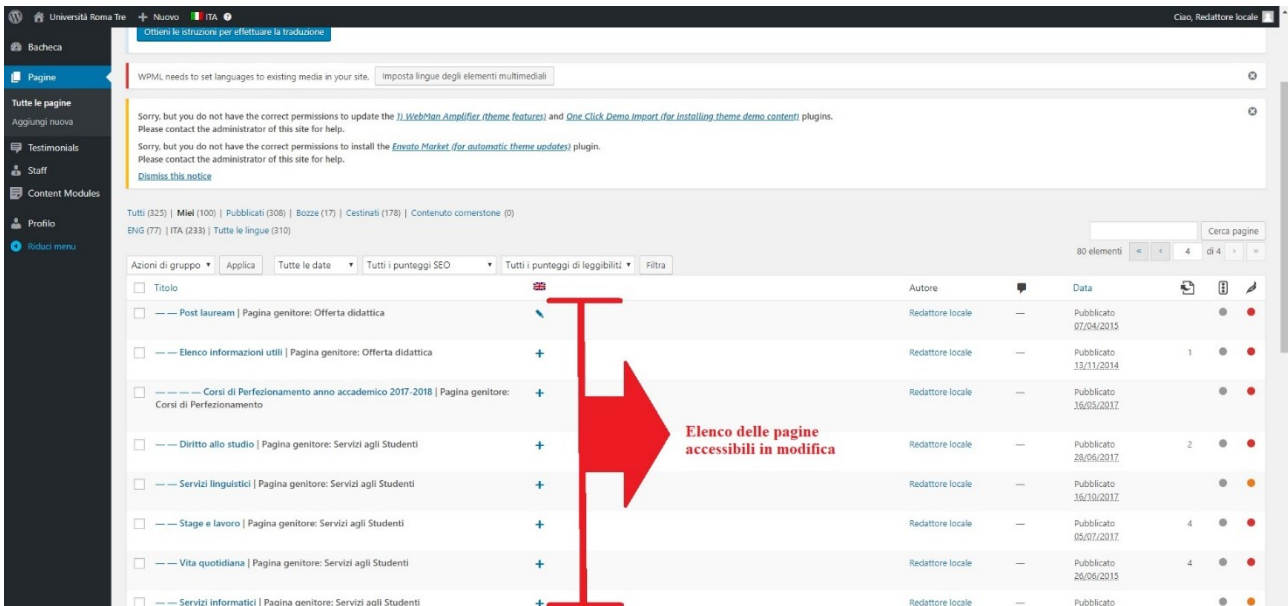 Università Roma Tre + Nuovo ITA Ciao, Redattore locale
Bacheca
Pagine
Tutte le pagine
Aggiungi nuova
Testimonials
Staff
Content Modules
Profilo
Riduci menu
Ottieni le istruzioni per effettuare la traduzione
WPML needs to set languages to existing media in your site. Imposta lingue degli elementi multimediali
Sorry, but you do not have the correct permissions to update the 1) WebMan Amplifier (theme features) and One Click Demo Import (for installing theme demo content) plugins.
Please contact the administrator of this site for help.
Sorry, but you do not have the correct permissions to install the Envato Market (for automatic theme updates) plugin.
Please contact the administrator of this site for help.
Dismiss this notice
Tutti (325) | Miei (100) | Pubblicati (308) | Bozze (17) | Cestinati (178) | Contenuto cornerstone (0)
ENG (77) | ITA (233) | Tutte le lingue (310)
Cerca pagine
80 elementi « ‹ 4 di 4 › »
Azioni di gruppo Applica Tutte le date Tutti i punteggi SEO Tutti i punteggi di leggibilità Filtra
Titolo Autore Data
— — Post lauream | Pagina genitore: Offerta didattica Redattore locale — Pubblicato
07/04/2015
— — Elenco informazioni utili | Pagina genitore: Offerta didattica + Redattore locale — Pubblicato 1
13/11/2014
— — — — Corsi di Perfezionamento anno accademico 2017-2018 | Pagina genitore: + Redattore locale — Pubblicato
Corsi di Perfezionamento 16/05/2017
Elenco delle pagine
accessibili in modifica
— — Diritto allo studio | Pagina genitore: Servizi agli Studenti + Redattore locale — Pubblicato 2
28/06/2017
— — Servizi linguistici | Pagina genitore: Servizi agli Studenti + Redattore locale — Pubblicato
16/10/2017
— — Stage e lavoro | Pagina genitore: Servizi agli Studenti + Redattore locale — Pubblicato 4
05/07/2017
— — Vita quotidiana | Pagina genitore: Servizi agli Studenti + Redattore locale — Pubblicato 4
26/06/2015
— — Servizi informatici | Pagina genitore: Servizi agli Studenti + Redattore locale — Pubblicato